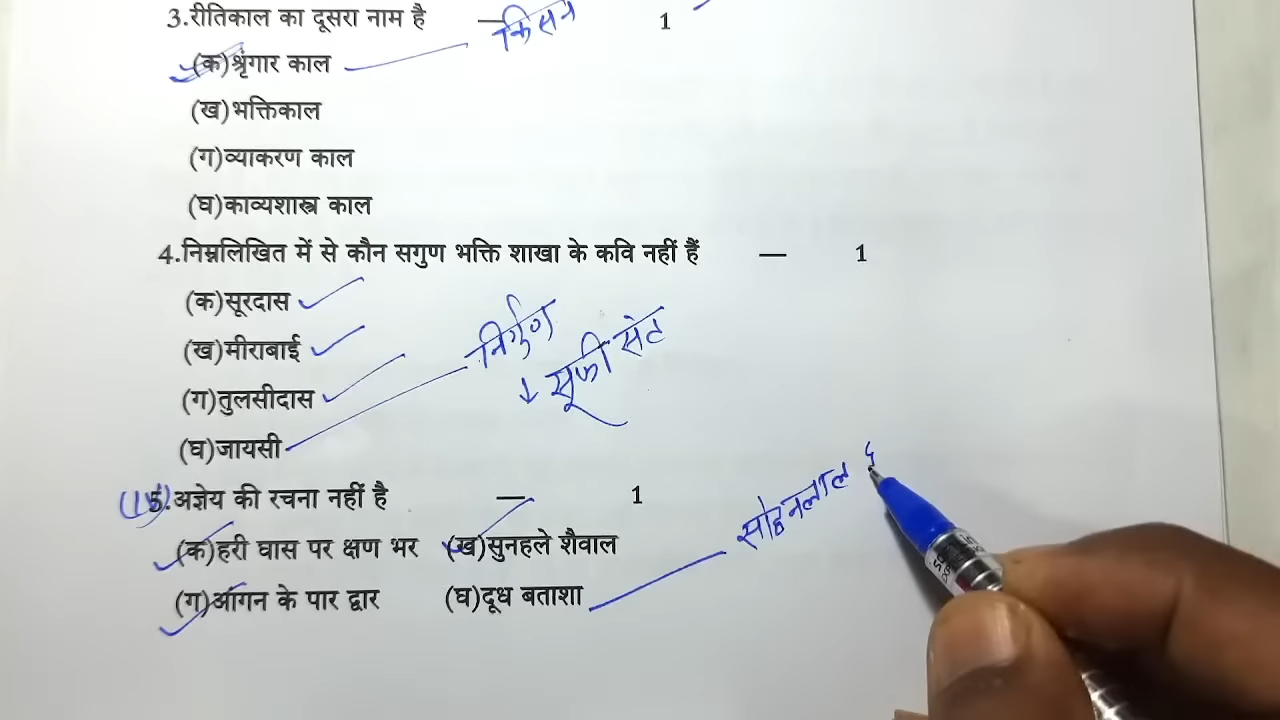 3.रीतिकाल का दूसरा नाम है — 1
किसन
(क)श्रृंगार काल
(ख)भक्तिकाल
(ग)व्याकरण काल
(घ)काव्यशास्त्र काल
4.निम्नलिखित में से कौन सगुण भक्ति शाखा के कवि नहीं हैं — 1
(क)सूरदास
(ख)मीराबाई
निर्गुण
(ग)तुलसीदास
↓ सूफी संत
(घ)जायसी
5.अज्ञेय की रचना नहीं है — 1
सोहनलाल
(क)हरी घास पर क्षण भर (ख)सुनहले शैवाल
(ग)आंगन के पार द्वार (घ)दूध बताशा